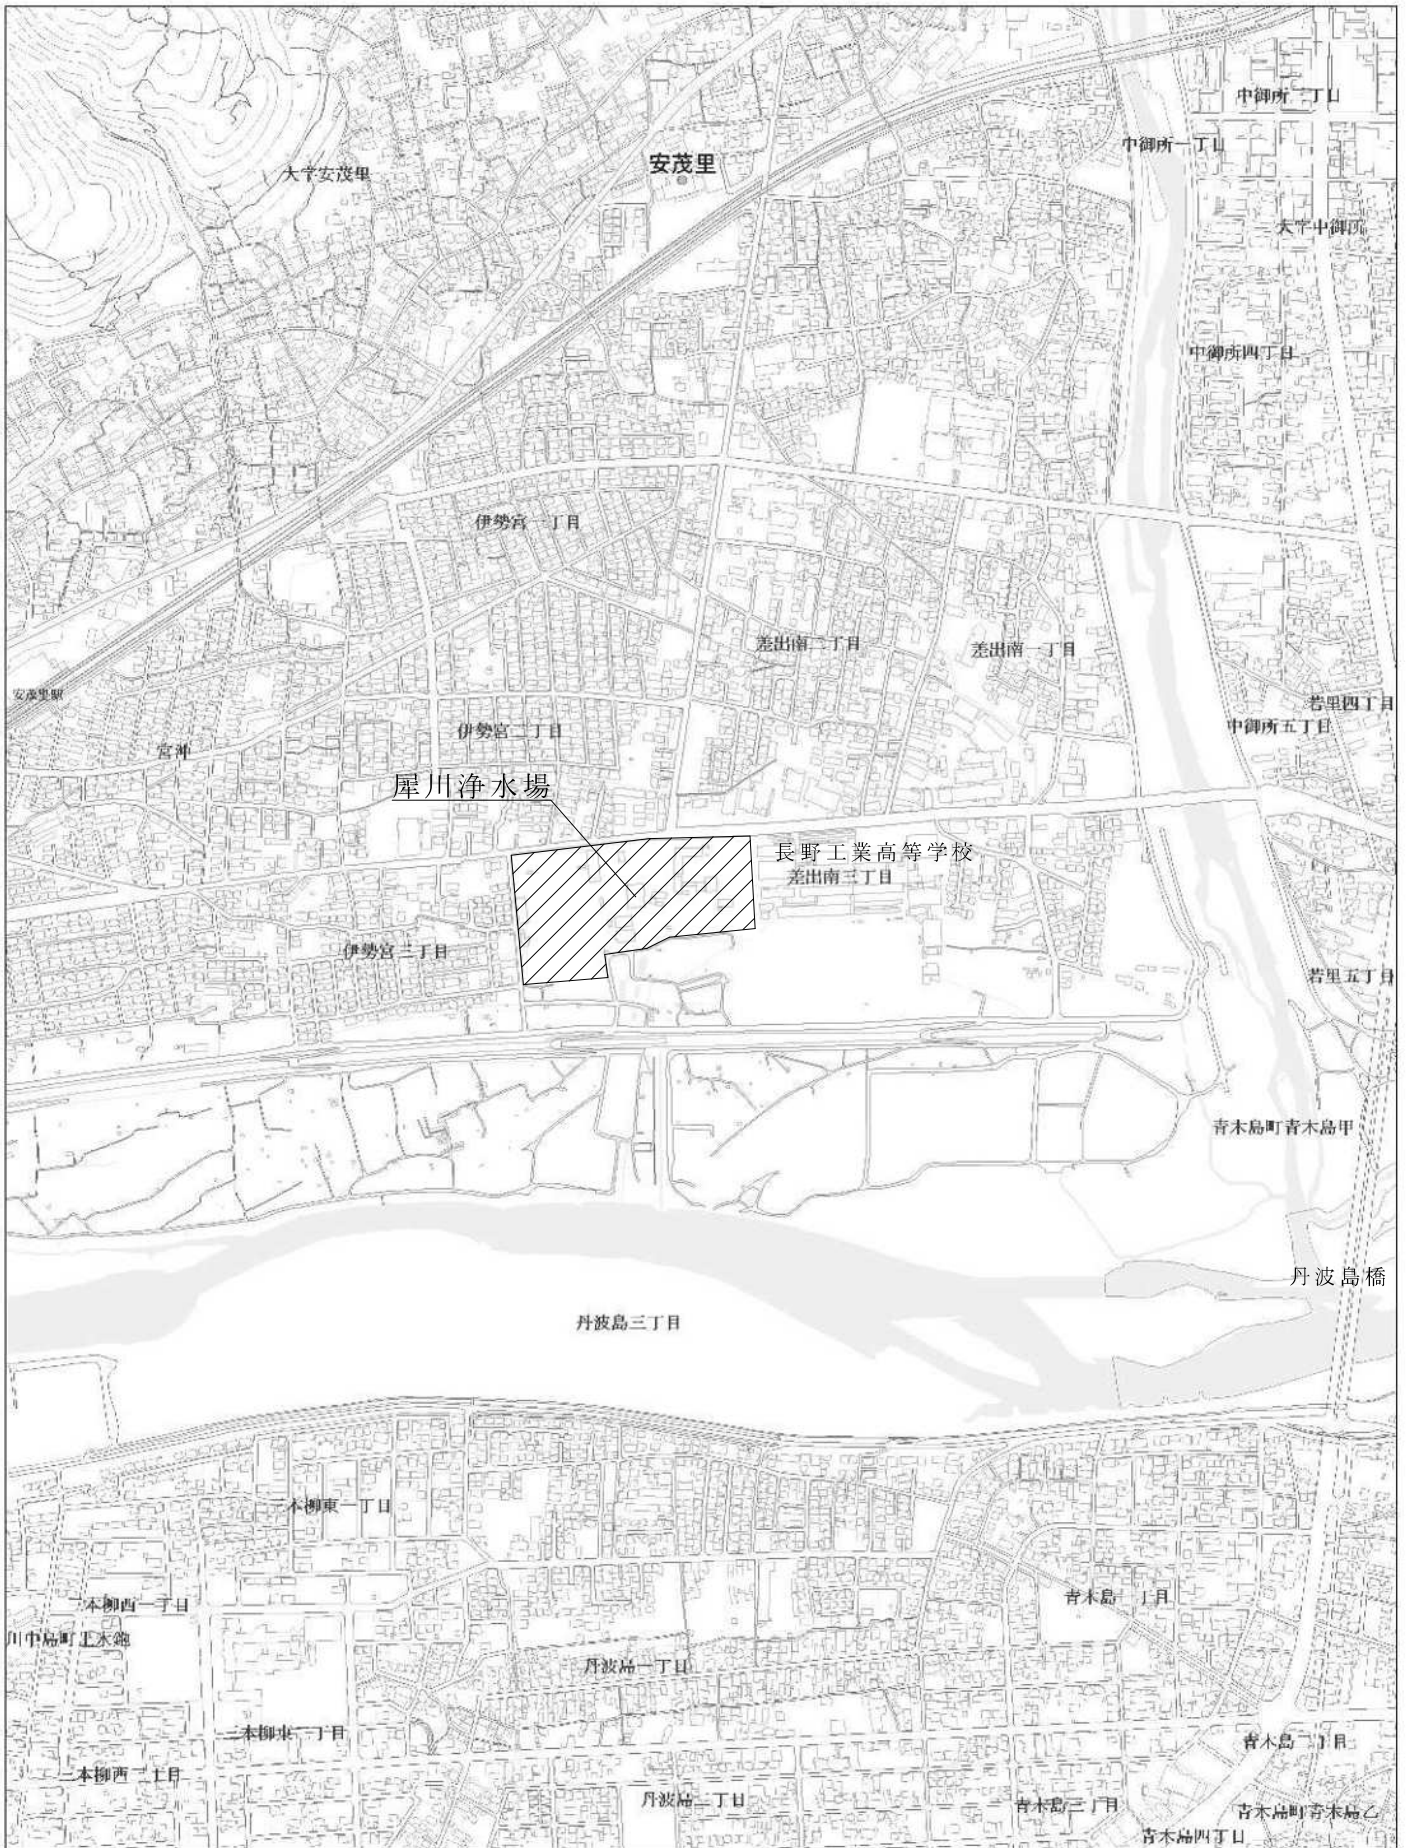 中御所二丁目
中御所一丁目
安茂里
大字安茂里
大字中御所
中御所四丁目
伊勢宮一丁目
差出南二丁目
差出南一丁目
安茂里駅
若里四丁目
中御所五丁目
伊勢宮二丁目
宮沖
犀川浄水場
長野工業高等学校
差出南三丁目
伊勢宮三丁目
若里五丁目
青木島町青木島甲
丹波島橋
丹波島三丁目
三本柳東一丁目
三本柳西一丁目
青木島一丁目
川中島町上氷鉋
丹波島一丁目
三本柳東二丁目
青木島二丁目
三本柳西二丁目
丹波島二丁目
青木島三丁目
青木島町青木島乙
青木島四丁目